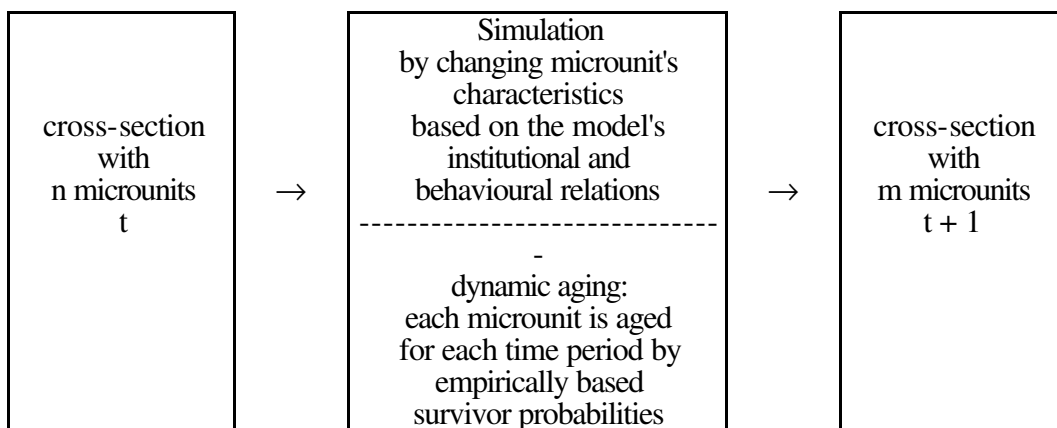 cross-section
with
n microunits
t
→
Simulation
by changing microunit's
characteristics
based on the model's
institutional and
behavioural relations
------------------------------
-
dynamic aging:
each microunit is aged
for each time period by
empirically based
survivor probabilities
→
cross-section
with
m microunits
t + 1